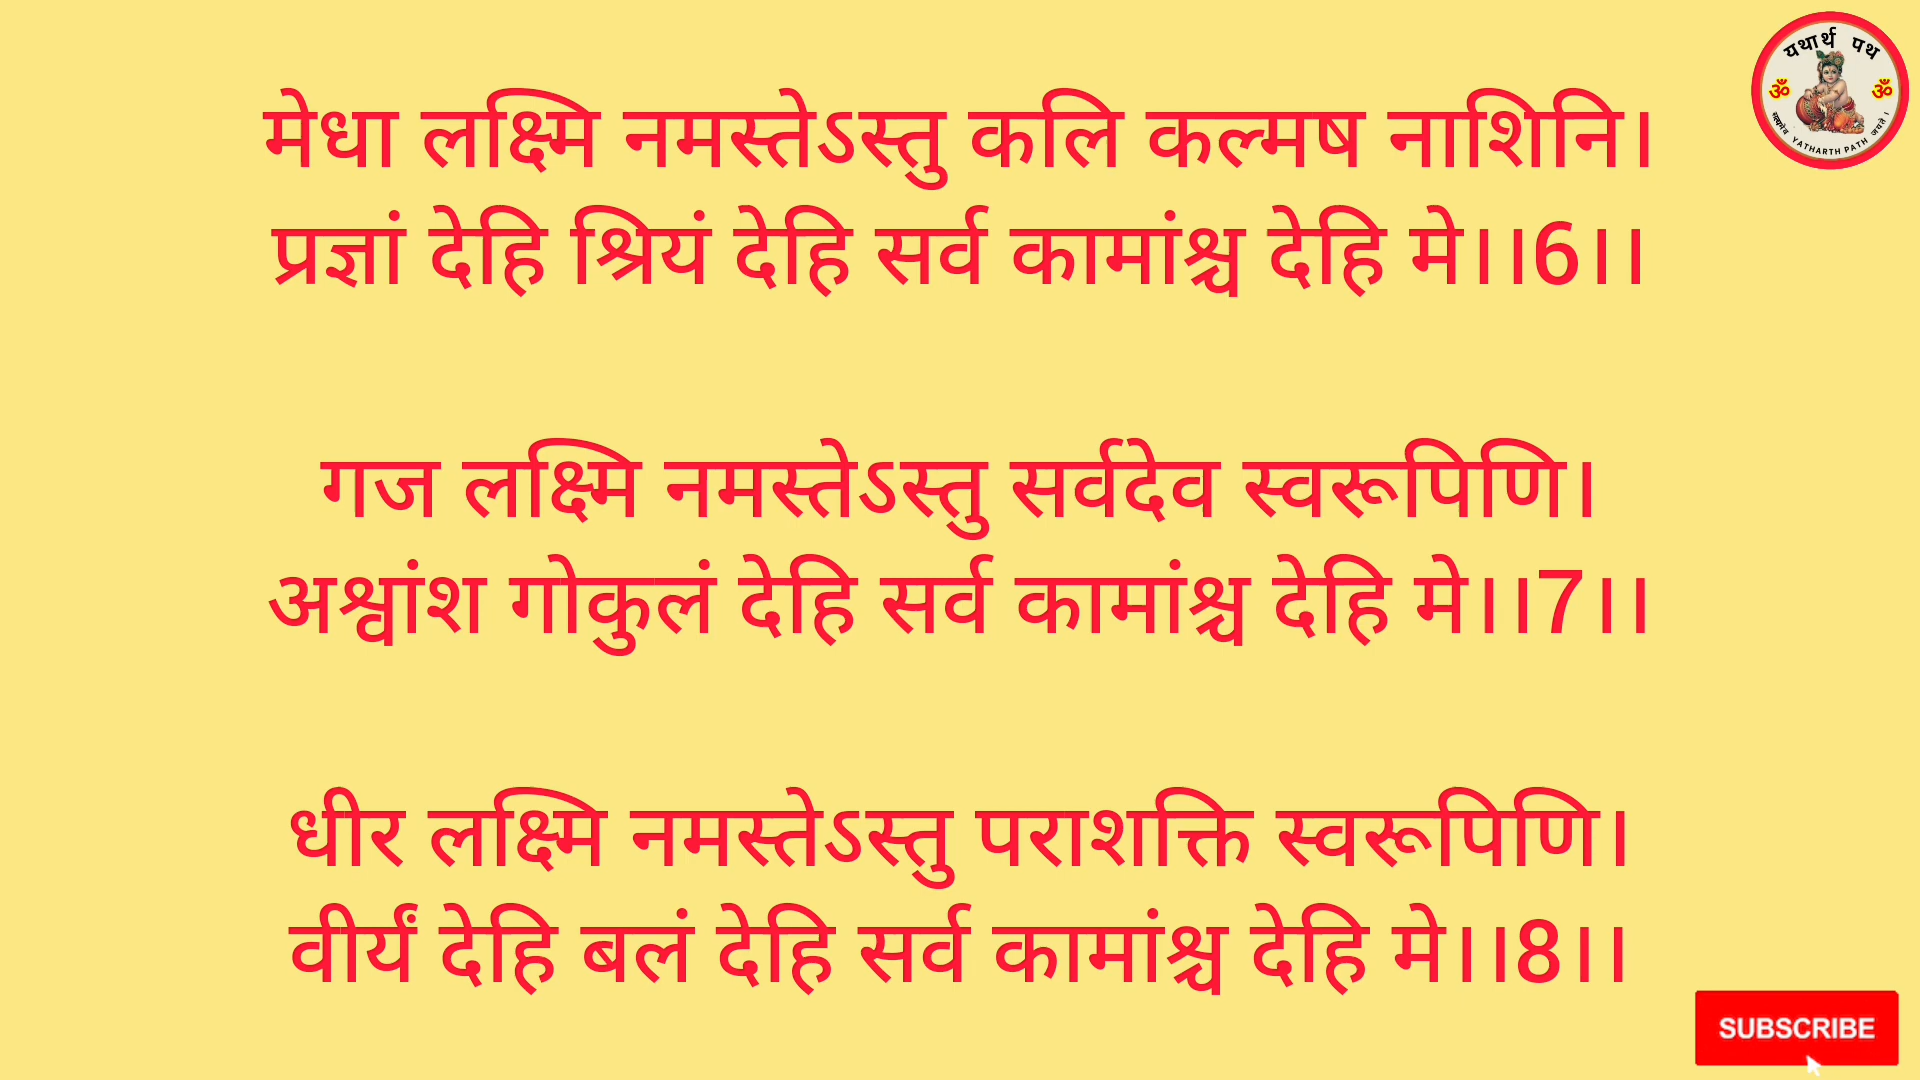 यथार्थ पथ
ॐ ॐ
YATHARTH PATH
मेधा लक्ष्मि नमस्तेऽस्तु कलि कल्मष नाशिनि।
प्रज्ञां देहि श्रियं देहि सर्व कामांश्च देहि मे।।6।।
गज लक्ष्मि नमस्तेऽस्तु सर्वदेव स्वरूपिणि।
अश्वांश गोकुलं देहि सर्व कामांश्च देहि मे।।7।।
धीर लक्ष्मि नमस्तेऽस्तु पराशक्ति स्वरूपिणि।
वीर्यं देहि बलं देहि सर्व कामांश्च देहि मे।।8।।
SUBSCRIBE